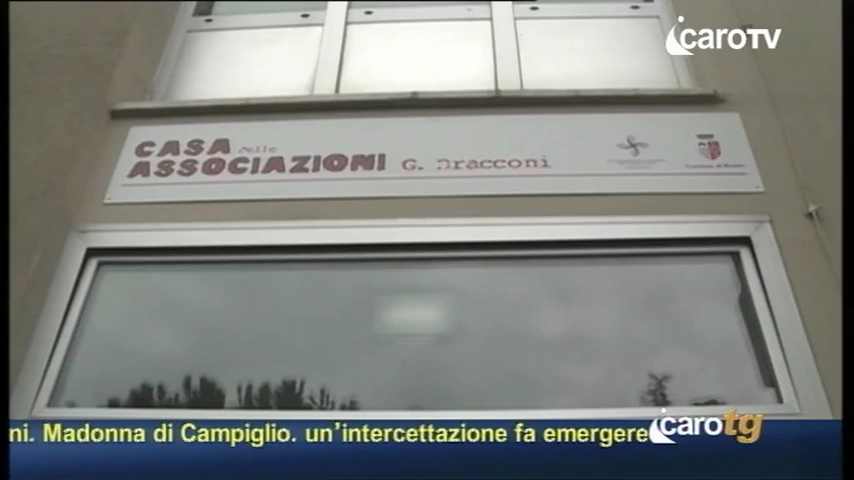 icaroTV
CASA delle
ASSOCIAZIONI G. Bracconi
ni. Madonna di Campiglio. un'intercettazione fa emergere
icarotg